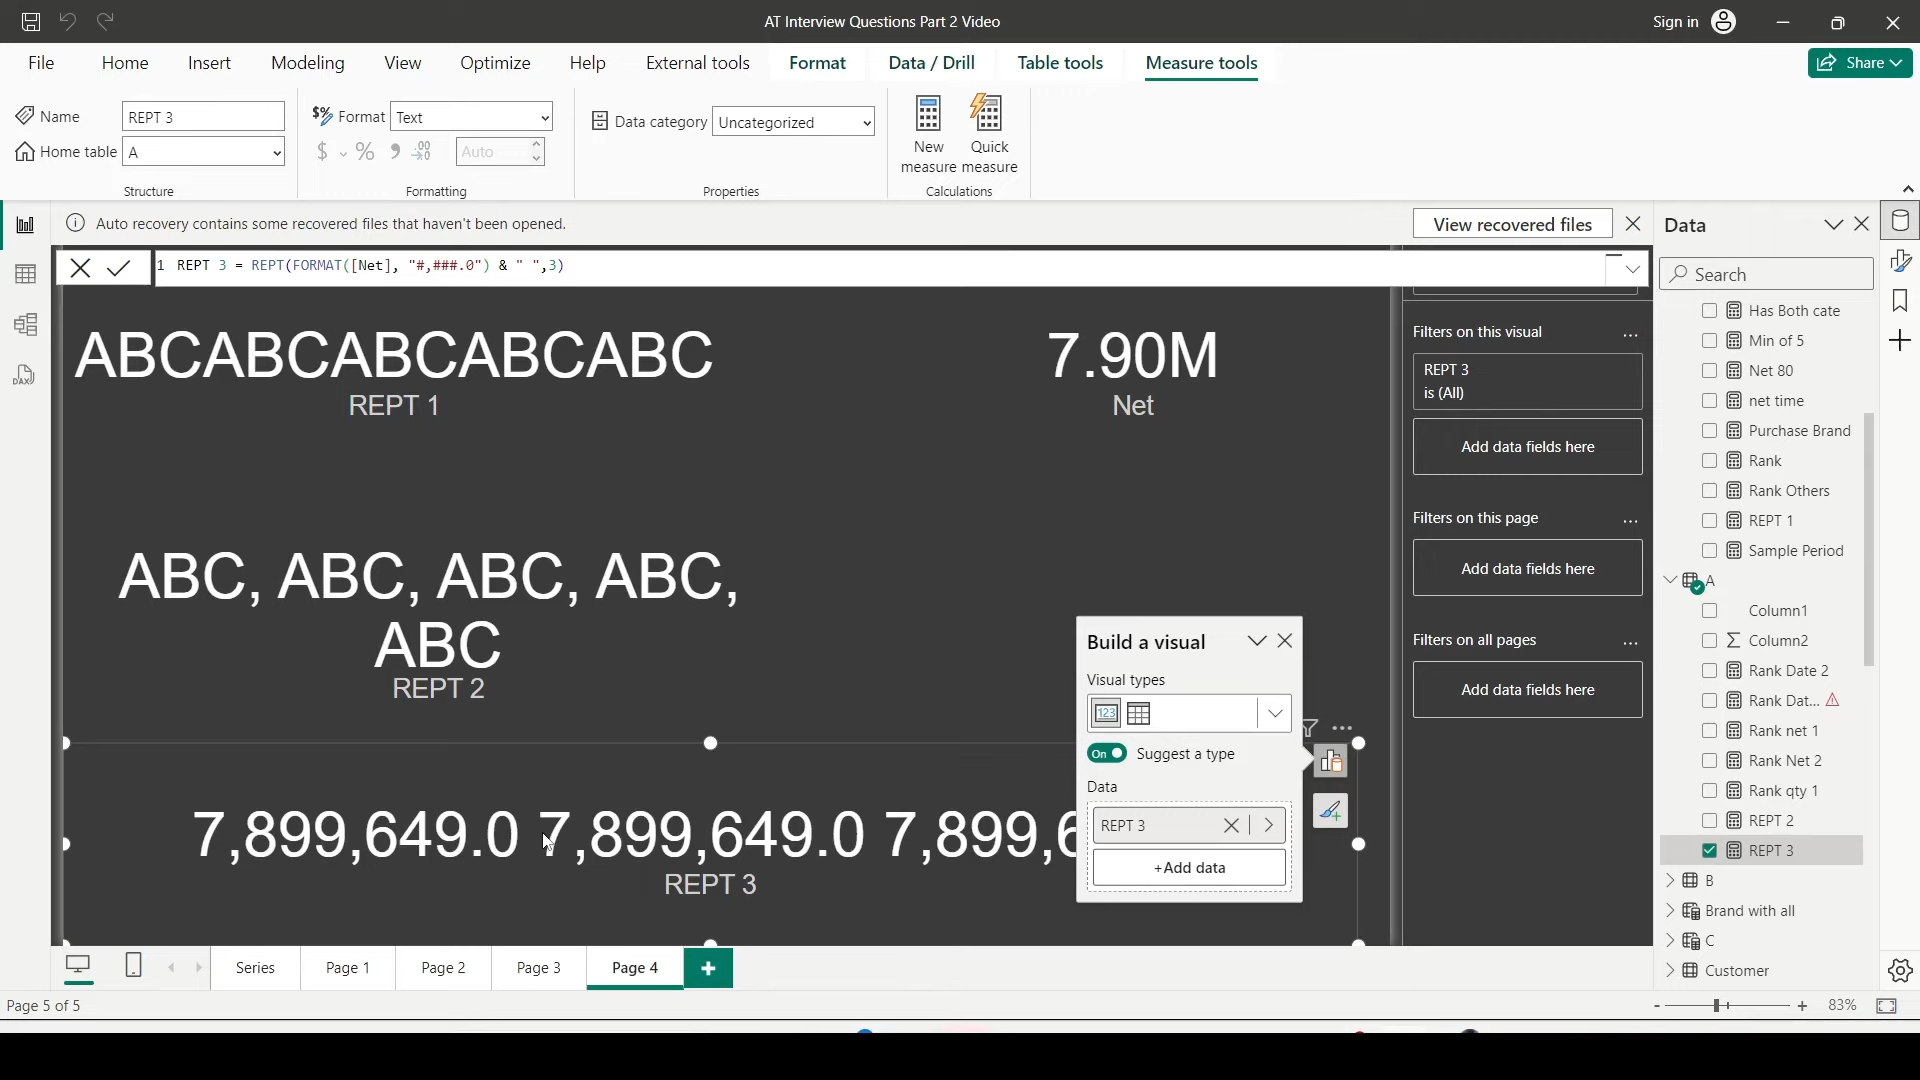 AT Interview Questions Part 2 Video
Sign in
File Home Insert Modeling View Optimize Help External tools Format Data / Drill Table tools Measure tools
Share
Name REPT 3
Home table A
Structure
Format Text
$ % Auto
Formatting
Data category Uncategorized
Properties
New measure
Quick measure
Calculations
Auto recovery contains some recovered files that haven't been opened.
View recovered files
1 REPT 3 = REPT(FORMAT([Net], "#,###.0") & " ",3)
ABCABCABCABCABC
REPT 1
7.90M
Net
ABC, ABC, ABC, ABC,
ABC
REPT 2
7,899,649.0 7,899,649.0 7,899,6
REPT 3
Build a visual
Visual types
123
On Suggest a type
Data
REPT 3
+Add data
Filters on this visual ...
REPT 3
is (All)
Add data fields here
Filters on this page ...
Add data fields here
Filters on all pages ...
Add data fields here
Data
Search
Has Both cate
Min of 5
Net 80
net time
Purchase Brand
Rank
Rank Others
REPT 1
Sample Period
A
Column1
Column2
Rank Date 2
Rank Dat...
Rank net 1
Rank Net 2
Rank qty 1
REPT 2
REPT 3
B
Brand with all
C
Customer
DAX
Series Page 1 Page 2 Page 3 Page 4 +
Page 5 of 5
- + 83%